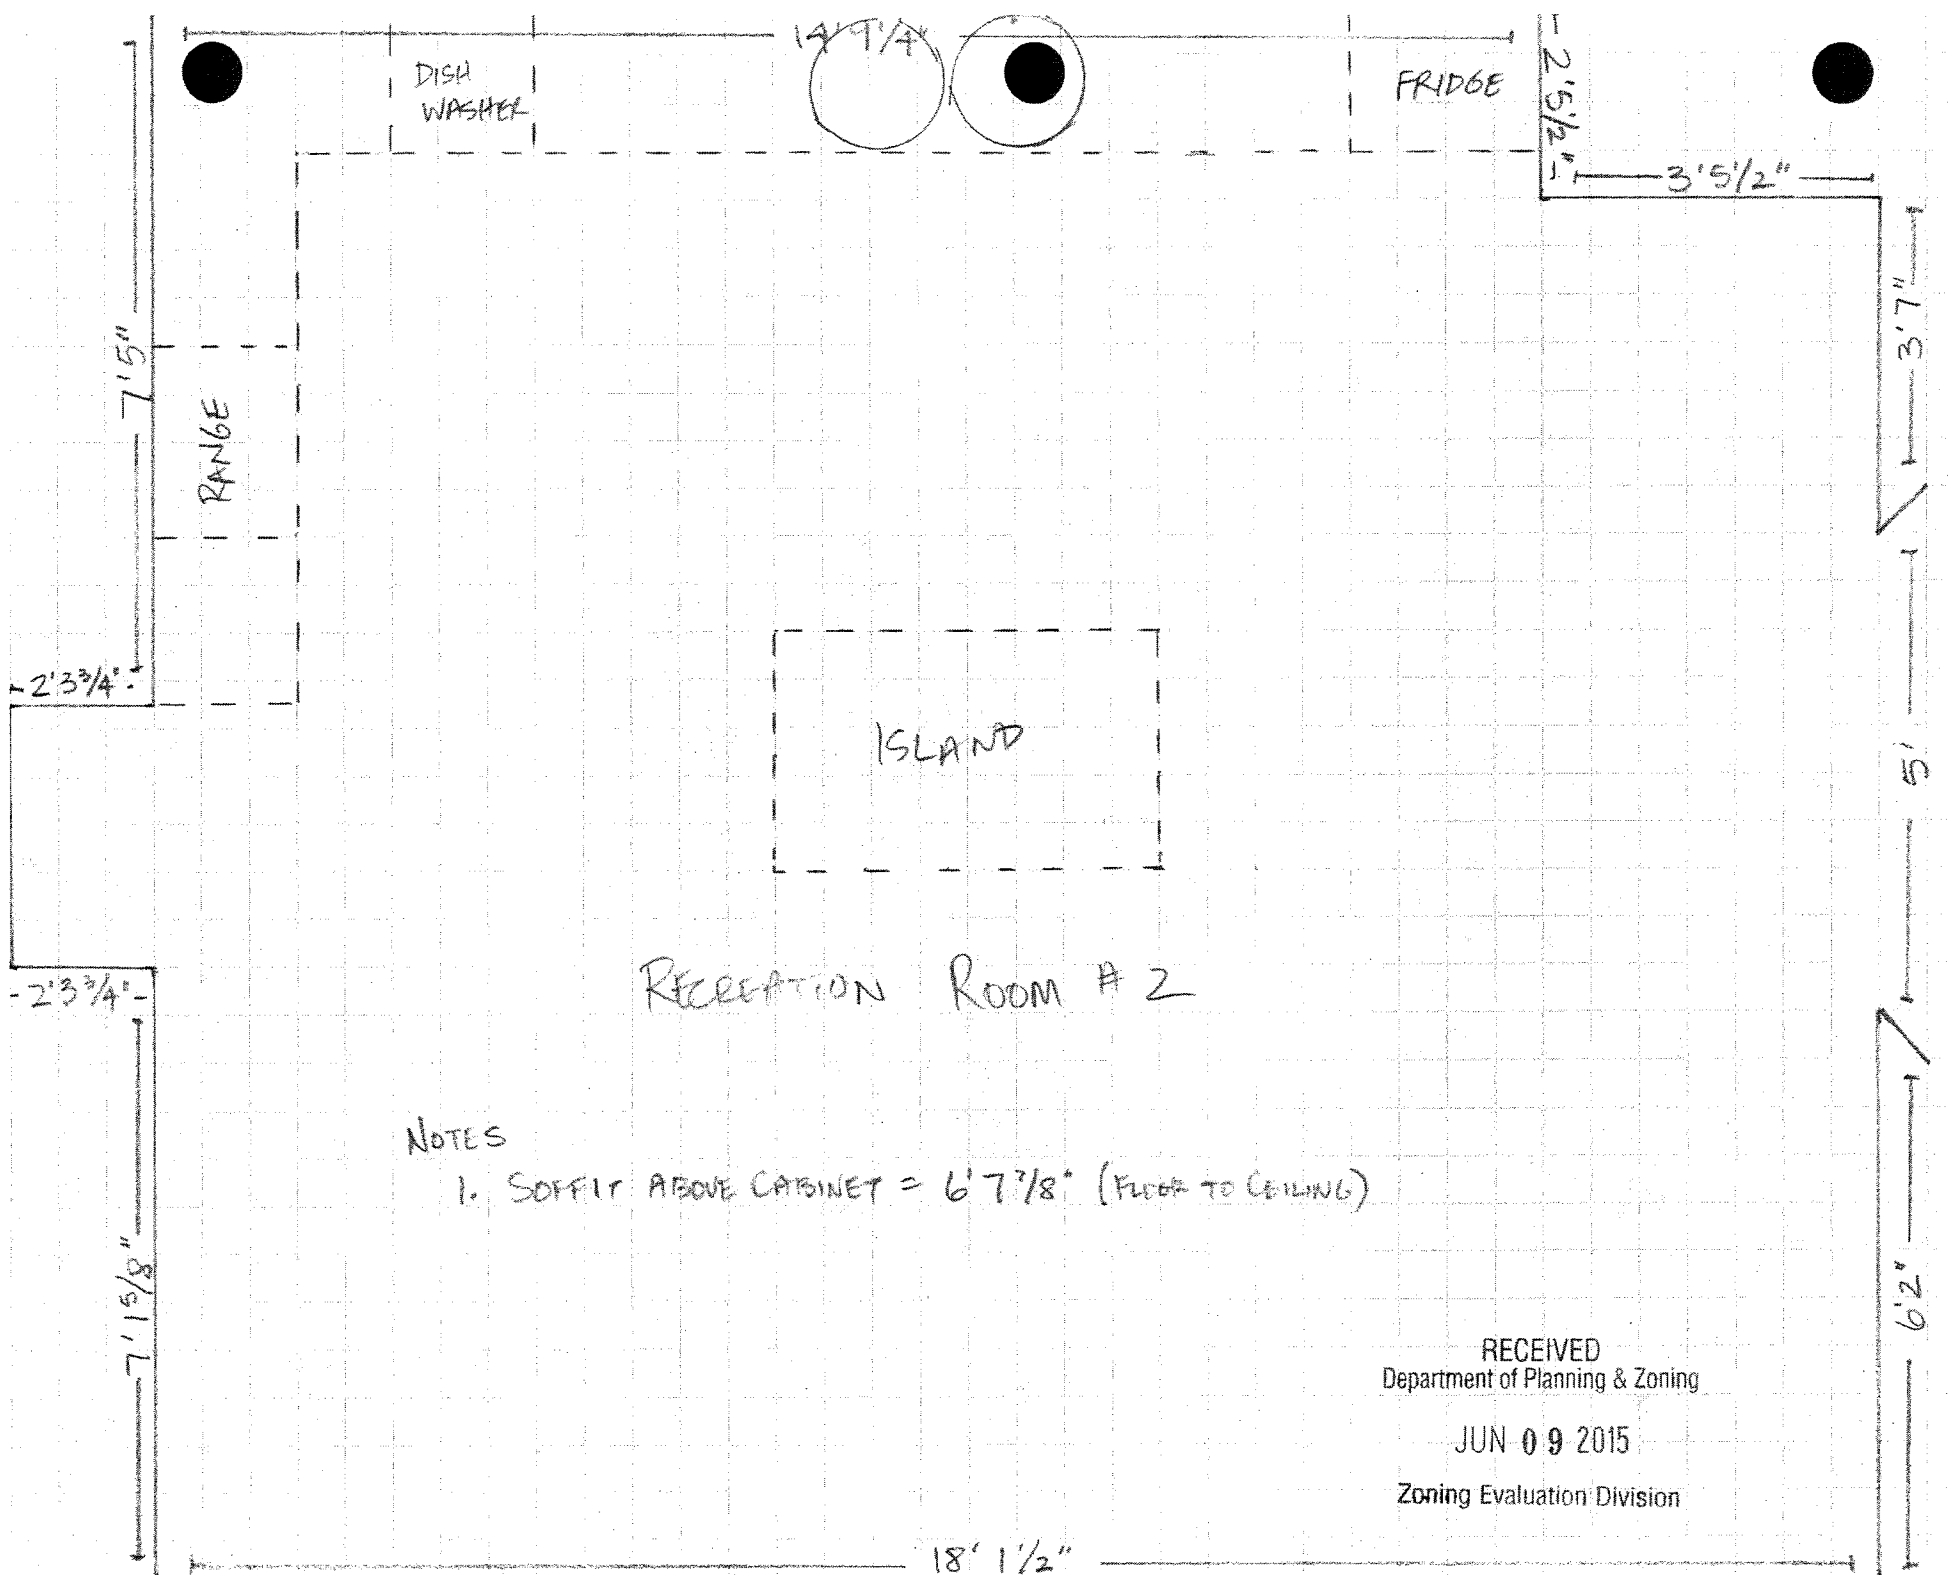 14' 9 1/4"
DISH
WASHER
FRIDGE
2'5 1/2"
3'5 1/2"
3'7"
7'5"
RANGE
2'3 3/4"
5'
ISLAND
RECREATION ROOM # 2
2'3 3/4"
NOTES
1. SOFFIT ABOVE CABINET = 6'7 7/8" (FLOOR TO CEILING)
7'1 5/8"
6'2"
RECEIVED
Department of Planning & Zoning
JUN 09 2015
Zoning Evaluation Division
18' 1 1/2"